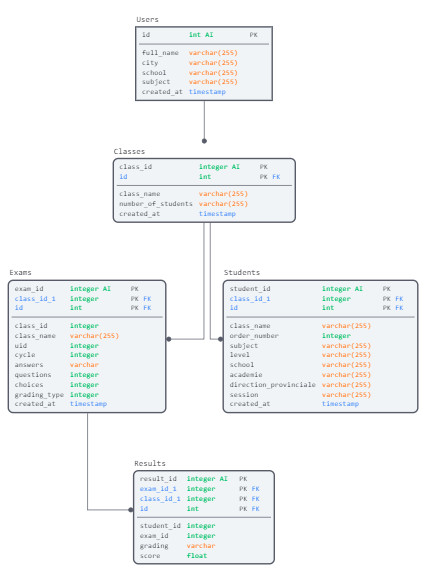 Users
id int AI PK
full_name varchar(255)
city varchar(255)
school varchar(255)
subject varchar(255)
created_at timestamp
Classes
class_id integer AI PK
id int PK FK
class_name varchar(255)
number_of_students varchar(255)
created_at timestamp
Exams
exam_id integer AI PK
class_id_1 integer PK FK
id int PK FK
class_id integer
class_name varchar(255)
uid integer
cycle integer
answers varchar
questions integer
choices integer
grading_type integer
created_at timestamp
Students
student_id integer AI PK
class_id_1 integer PK FK
id int PK FK
class_name varchar(255)
order_number integer
subject varchar(255)
level varchar(255)
school varchar(255)
academie varchar(255)
direction_provinciale varchar(255)
session varchar(255)
created_at timestamp
Results
result_id integer AI PK
exam_id_1 integer PK FK
class_id_1 integer PK FK
id int PK FK
student_id integer
exam_id integer
grading varchar
score float